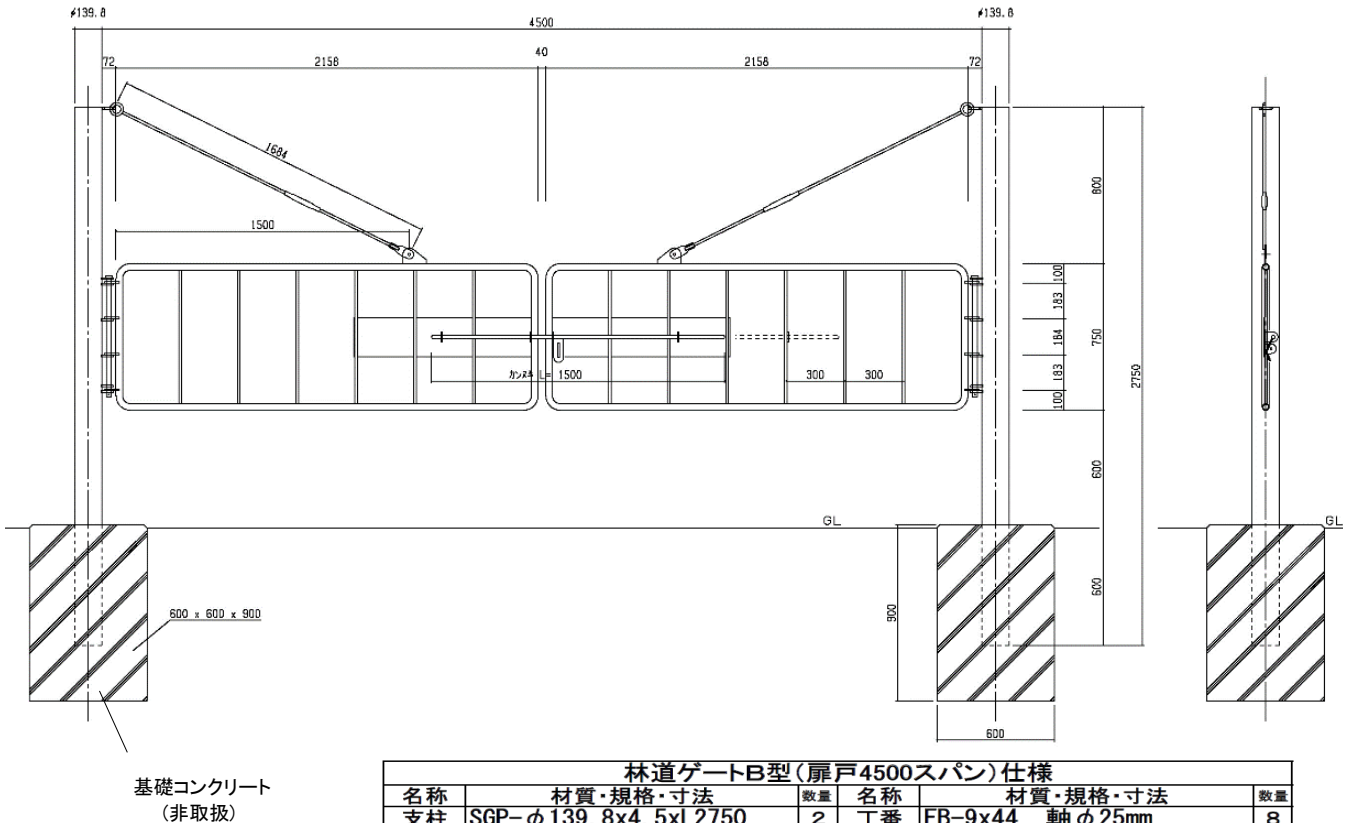 φ139.8 φ139.8
4500
72 2158 40 2158 72
1684
1500
800
100
183
184
183
100
750
2750
カンヌキ L= 1500
300 300
600
GL GL
600 x 600 x 900
900
600
600
基礎コンクリート
(非取扱)
林道ゲートB型(扉戸4500スパン)仕様
名称 材質・規格・寸法 数量 名称 材質・規格・寸法 数量
支柱 SGP-φ139.8x4.5xL2750 2 丁番 FB-9x44 軸φ25mm 8